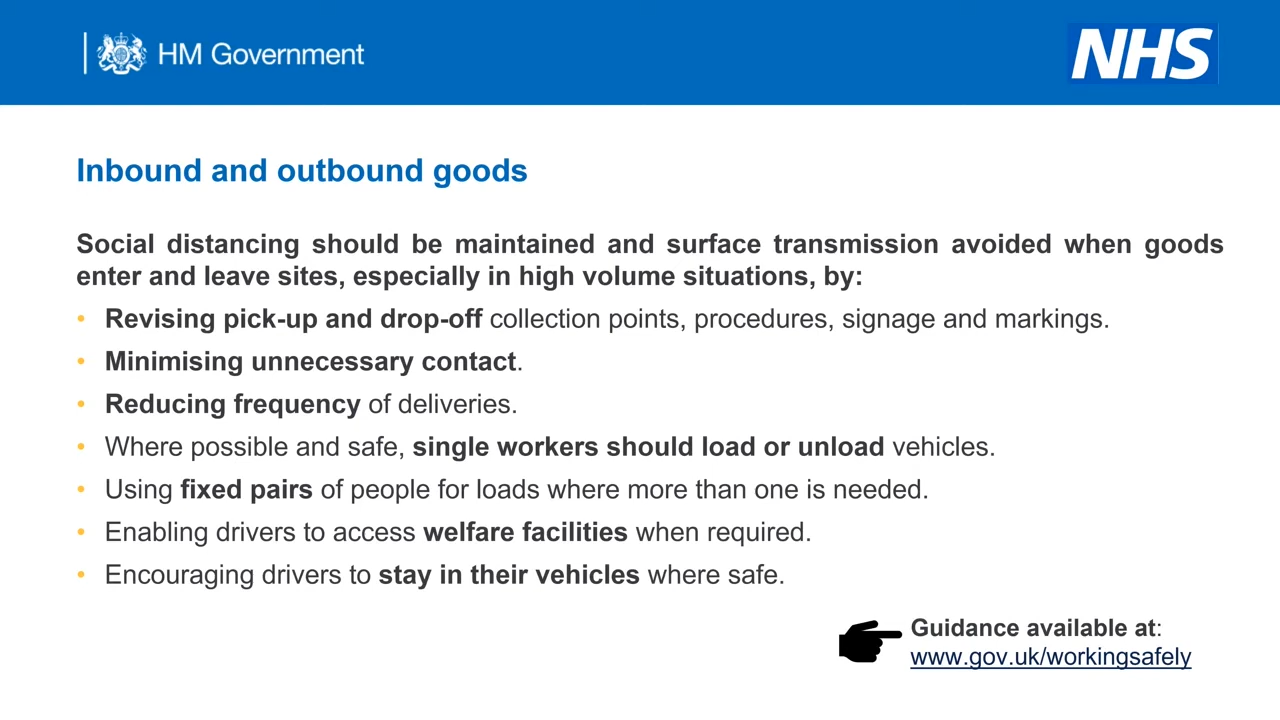 HM Government
NHS
Inbound and outbound goods
Social distancing should be maintained and surface transmission avoided when goods
enter and leave sites, especially in high volume situations, by:
• Revising pick-up and drop-off collection points, procedures, signage and markings.
• Minimising unnecessary contact.
• Reducing frequency of deliveries.
• Where possible and safe, single workers should load or unload vehicles.
• Using fixed pairs of people for loads where more than one is needed.
• Enabling drivers to access welfare facilities when required.
• Encouraging drivers to stay in their vehicles where safe.
Guidance available at:
www.gov.uk/workingsafely